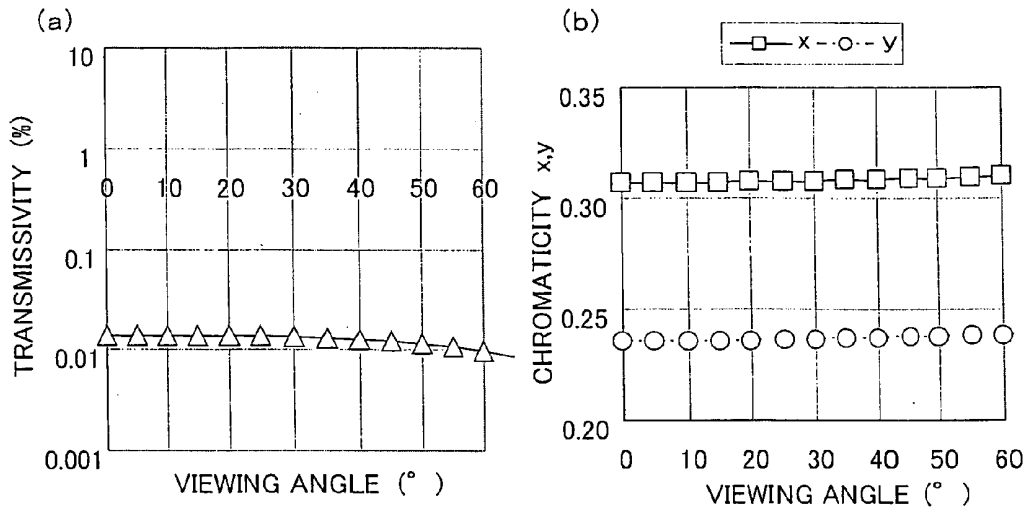 (a)
10
1
0 10 20 30 40 50 60
0.1
0.01
0.001
TRANSMISSIVITY (%)
VIEWING ANGLE (° )
(b)
x y
0.35
0.30
0.25
0.20
CHROMATICITY x,y
0 10 20 30 40 50 60
VIEWING ANGLE (° )